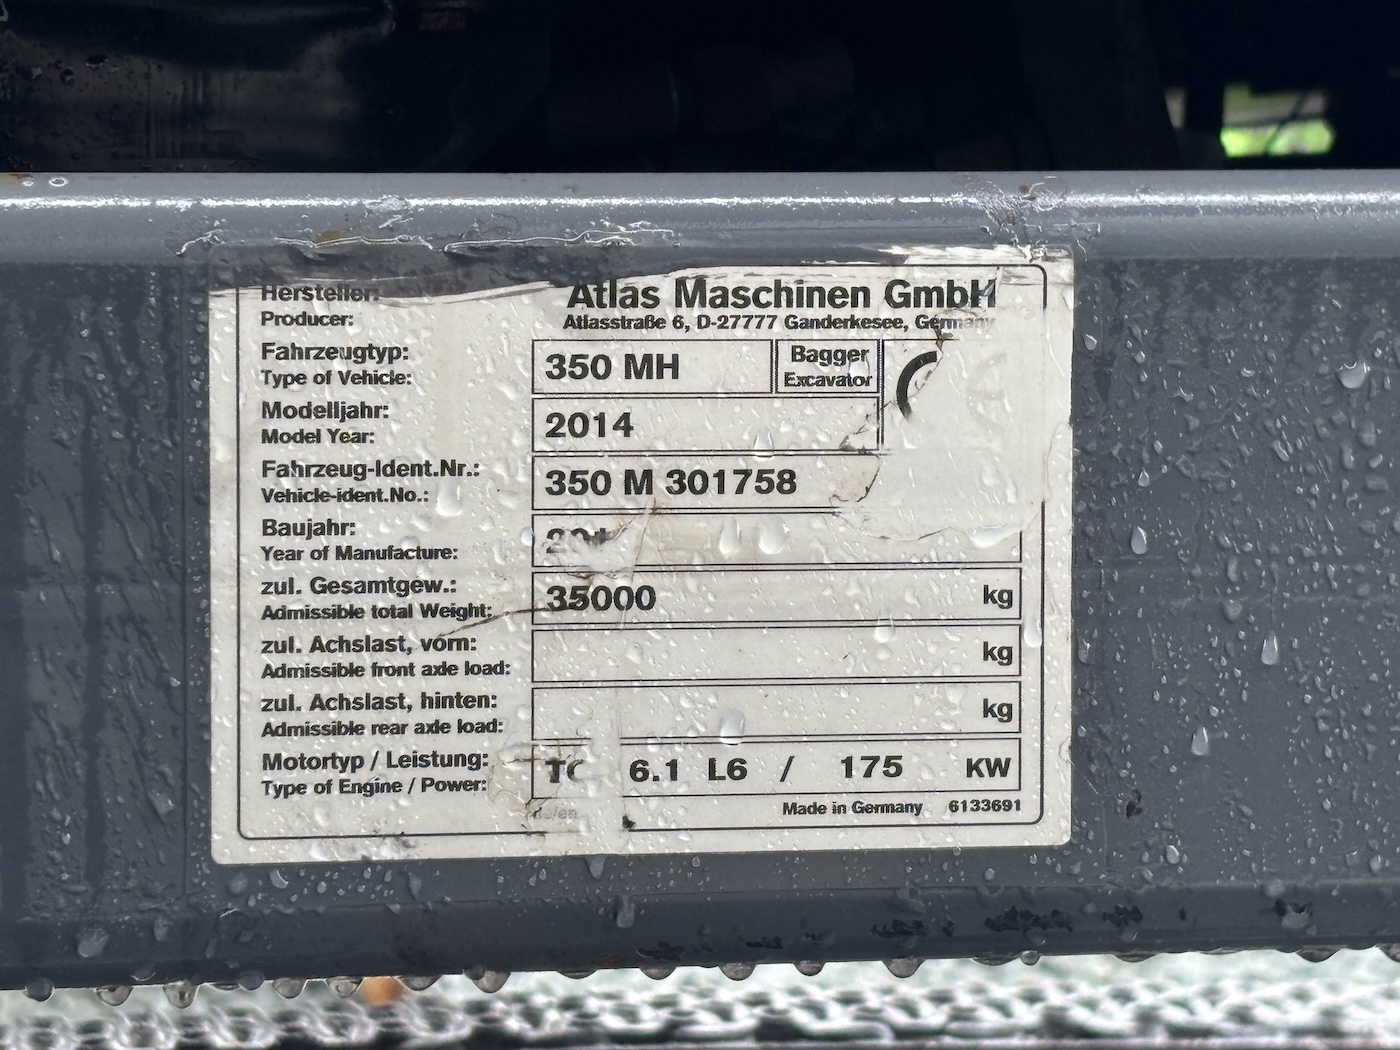 Hersteller: Atlas Maschinen GmbH
Producer: Atlasstraße 6, D-27777 Ganderkesee, Germany
Fahrzeugtyp: 350 MH Bagger
Type of Vehicle: Excavator
Modelljahr: 2014
Model Year:
Fahrzeug-Ident.Nr.: 350 M 301758
Vehicle-ident.No.:
Baujahr:
Year of Manufacture:
zul. Gesamtgew.: 35000 kg
Admissible total Weight:
zul. Achslast, vorn: kg
Admissible front axle load:
zul. Achslast, hinten: kg
Admissible rear axle load:
Motortyp / Leistung: 6.1 L6 / 175 KW
Type of Engine / Power:
Made in Germany 6133691